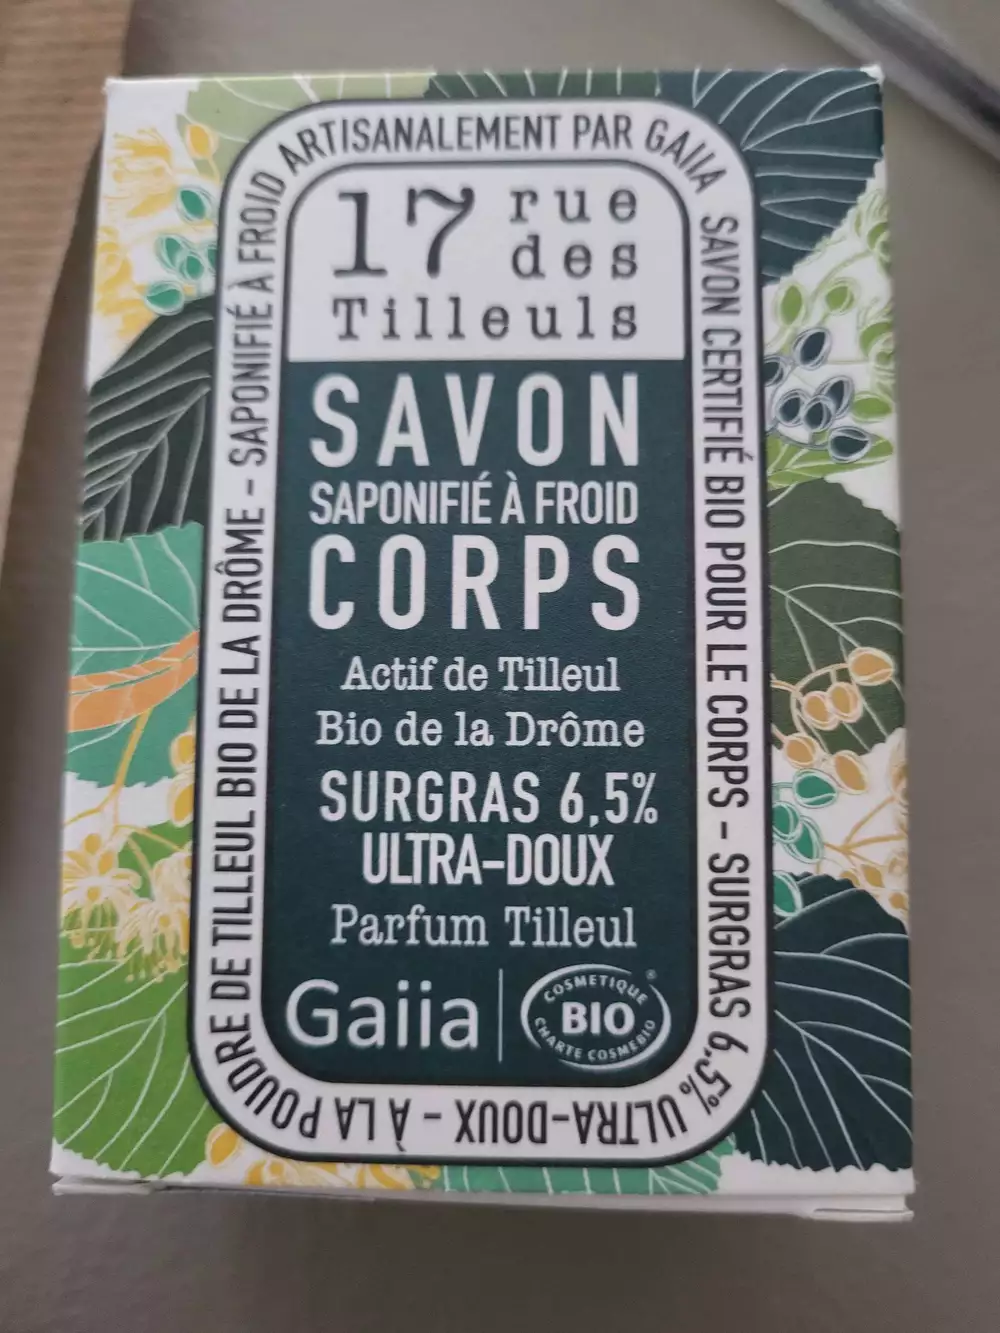 SAPONIFIÉ À FROID ARTISANALEMENT PAR GAIIA
SAVON CERTIFIÉ BIO POUR LE CORPS - SURGRAS 6,5% ULTRA-DOUX - À LA POUDRE DE TILLEUL BIO DE LA DRÔME -
17 rue
des
Tilleuls
SAVON
SAPONIFIÉ À FROID
CORPS
Actif de Tilleul
Bio de la Drôme
SURGRAS 6,5%
ULTRA-DOUX
Parfum Tilleul
Gaiia
COSMETIQUE ®
BIO
CHARTE COSMEBIO